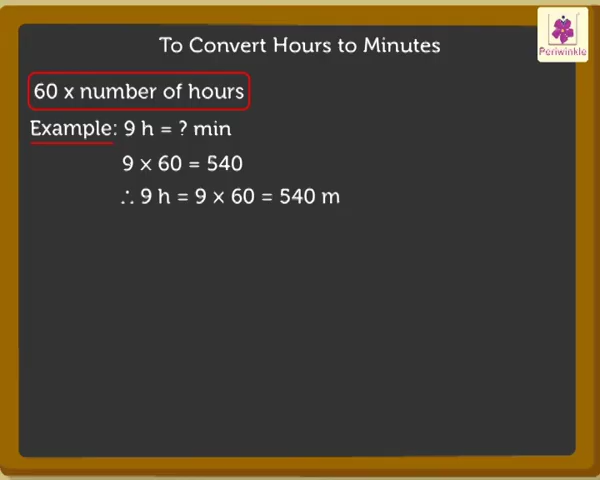 To Convert Hours to Minutes
Periwinkle
60 x number of hours
Example: 9 h = ? min
9 × 60 = 540
∴ 9 h = 9 × 60 = 540 m